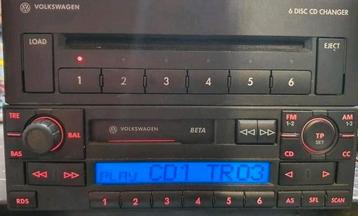 VOLKSWAGEN 6 DISC CD CHANGER
LOAD EJECT
1 2 3 4 5 6
TRE BAL FM 1-2 AM 1-3
VOLKSWAGEN BETA TP SET
BAS CD CC
PLAY CD1 TR03
RDS 1 2 3 4 5 6 AS SFL SCAN